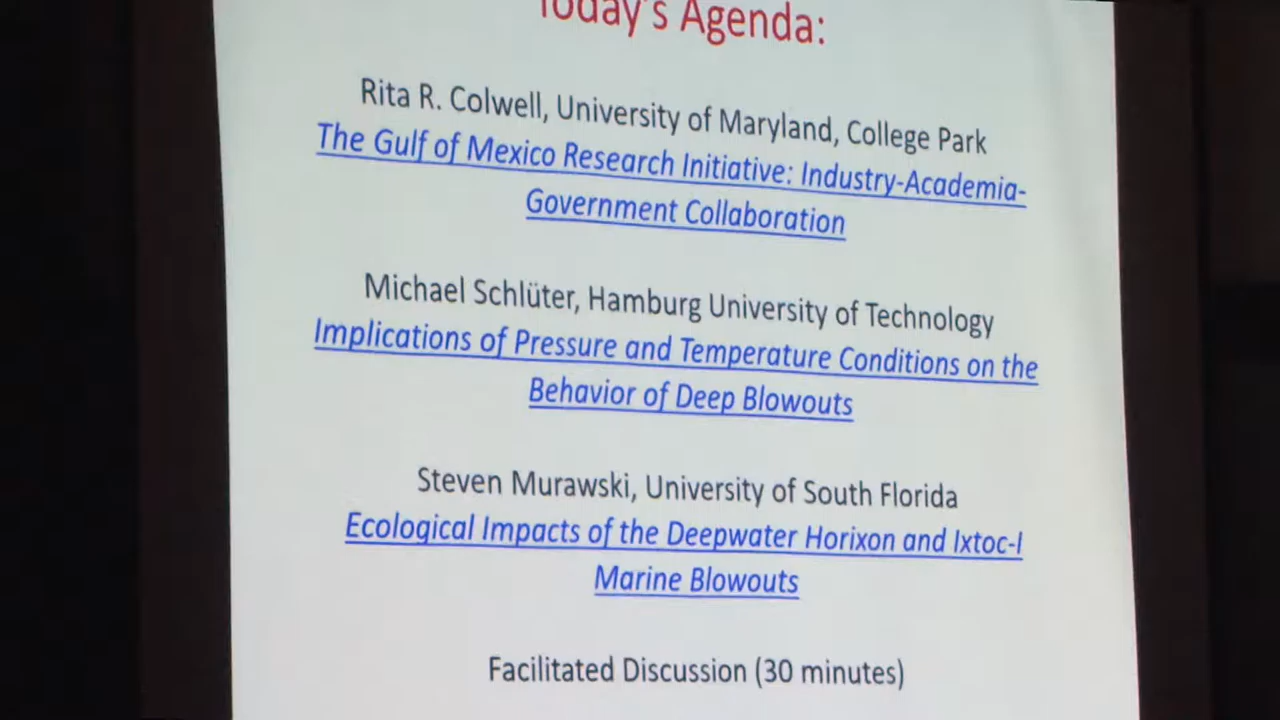 Today's Agenda:
Rita R. Colwell, University of Maryland, College Park
The Gulf of Mexico Research Initiative: Industry-Academia-
Government Collaboration
Michael Schlüter, Hamburg University of Technology
Implications of Pressure and Temperature Conditions on the
Behavior of Deep Blowouts
Steven Murawski, University of South Florida
Ecological Impacts of the Deepwater Horixon and Ixtoc-I
Marine Blowouts
Facilitated Discussion (30 minutes)